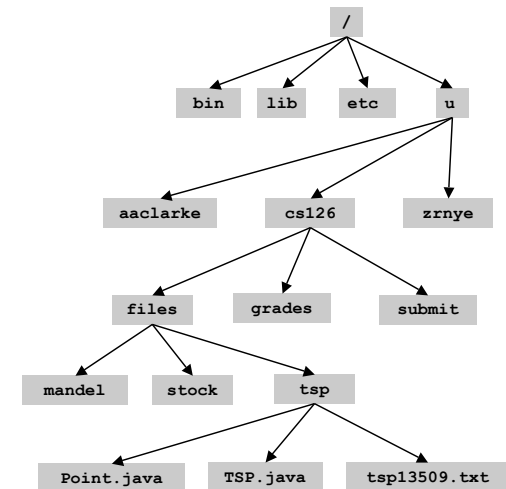 /
bin lib etc u
aaclarke cs126 zrnye
files grades submit
mandel stock tsp
Point.java TSP.java tsp13509.txt